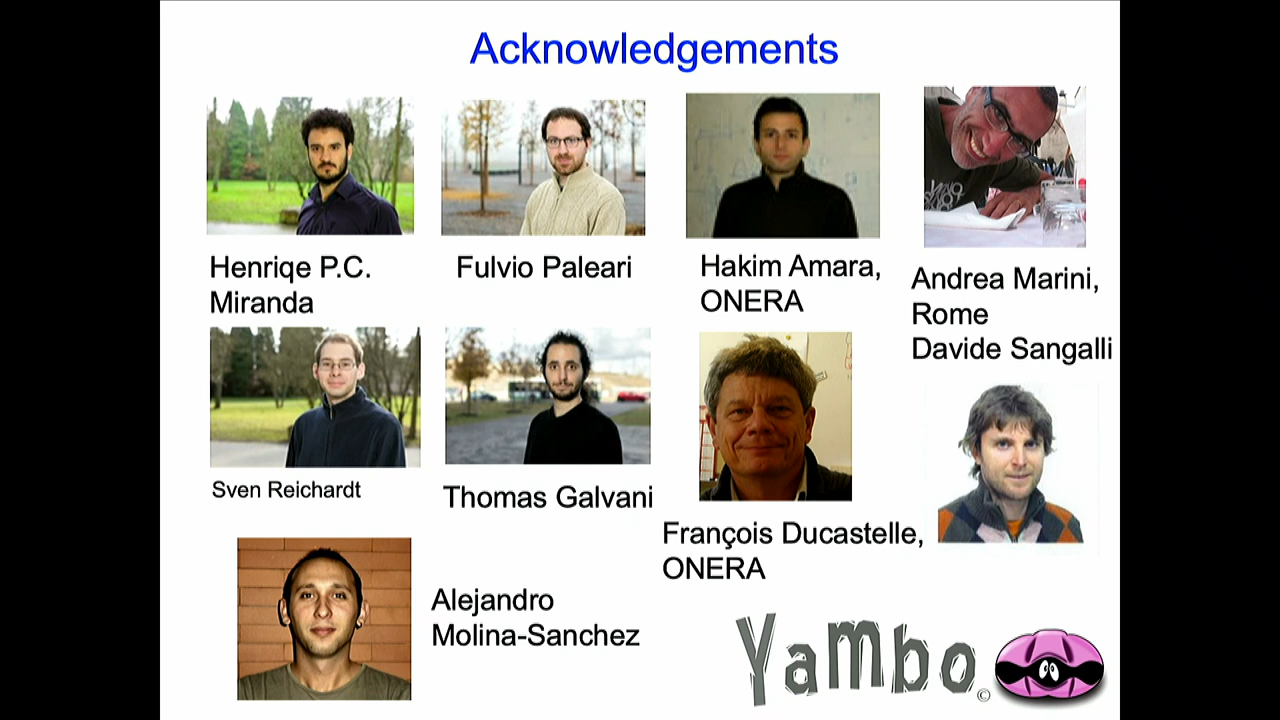 Acknowledgements
Henriqe P.C.
Miranda
Fulvio Paleari
Hakim Amara,
ONERA
Andrea Marini,
Rome
Davide Sangalli
Sven Reichardt
Thomas Galvani
François Ducastelle,
ONERA
Alejandro
Molina-Sanchez
Yambo
©